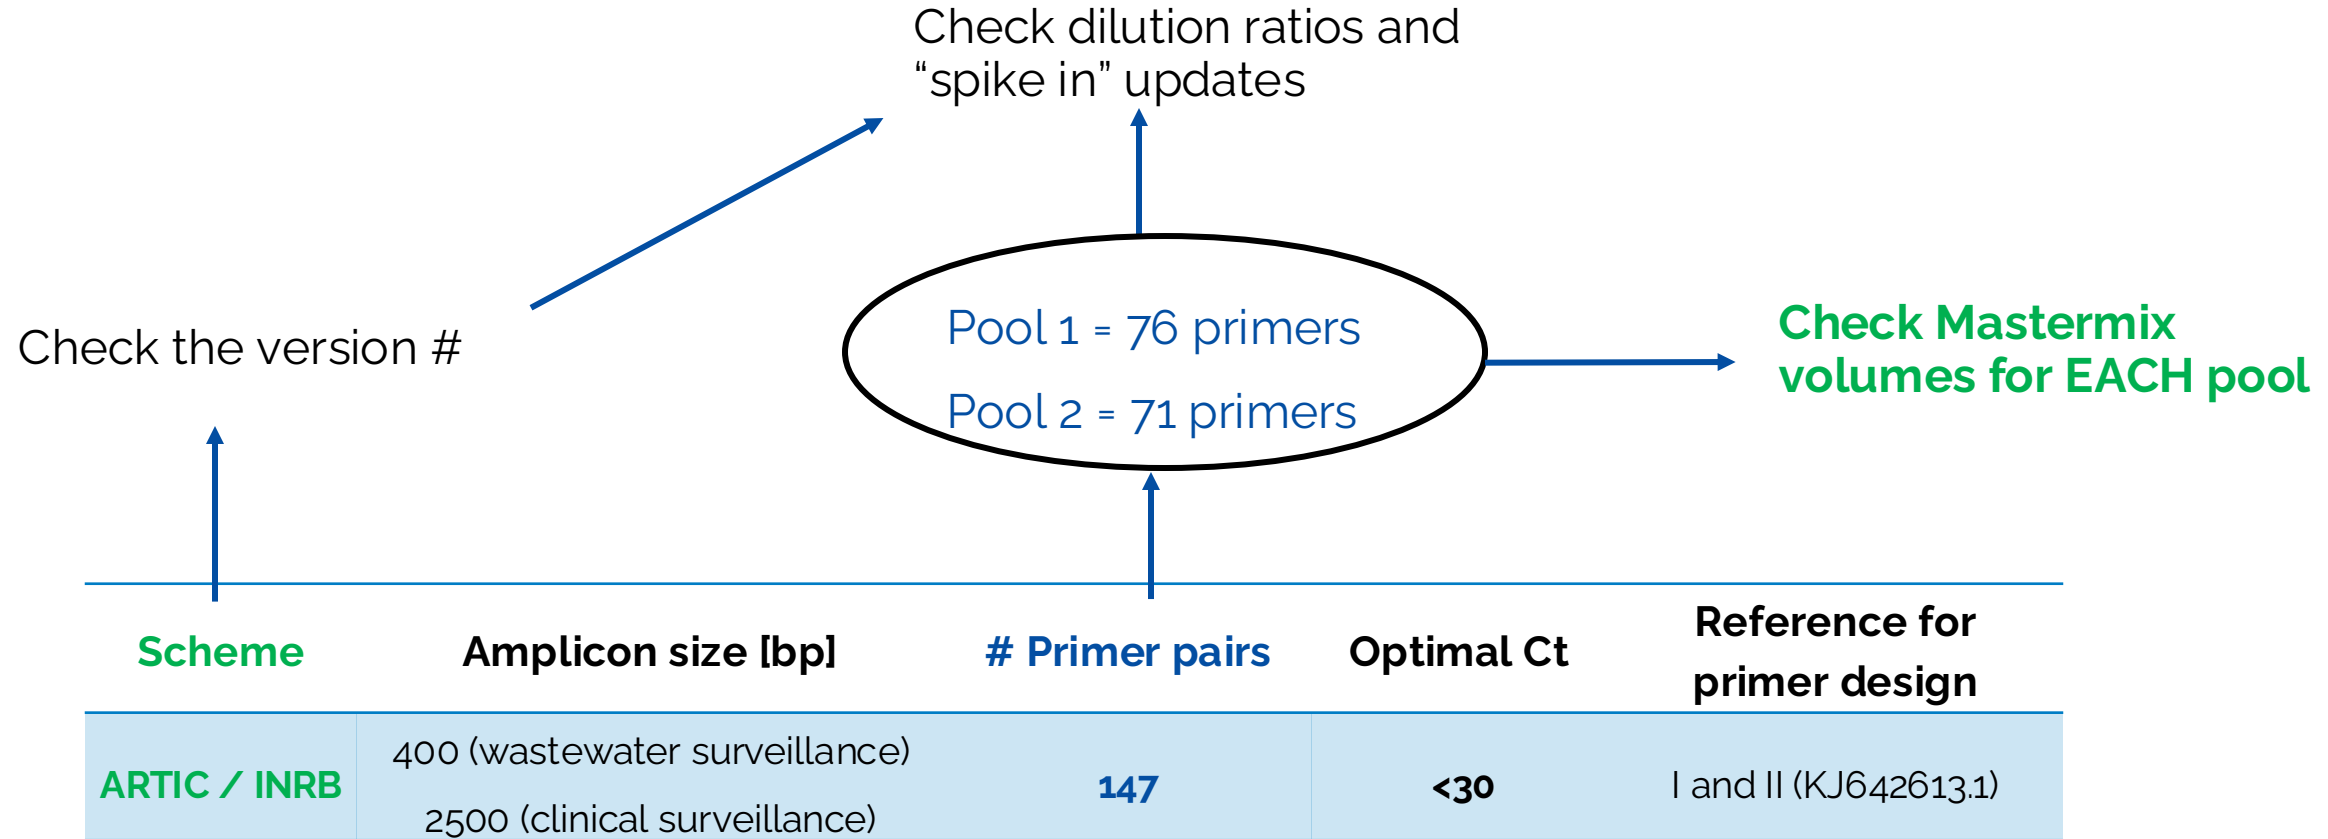 Check dilution ratios and
“spike in” updates
Check the version #
Pool 1 = 76 primers
Pool 2 = 71 primers
Check Mastermix
volumes for EACH pool
Scheme
Amplicon size [bp]
# Primer pairs
Optimal Ct
Reference for
primer design
ARTIC / INRB
400 (wastewater surveillance)
2500 (clinical surveillance)
147
<30
I and II (KJ642613.1)